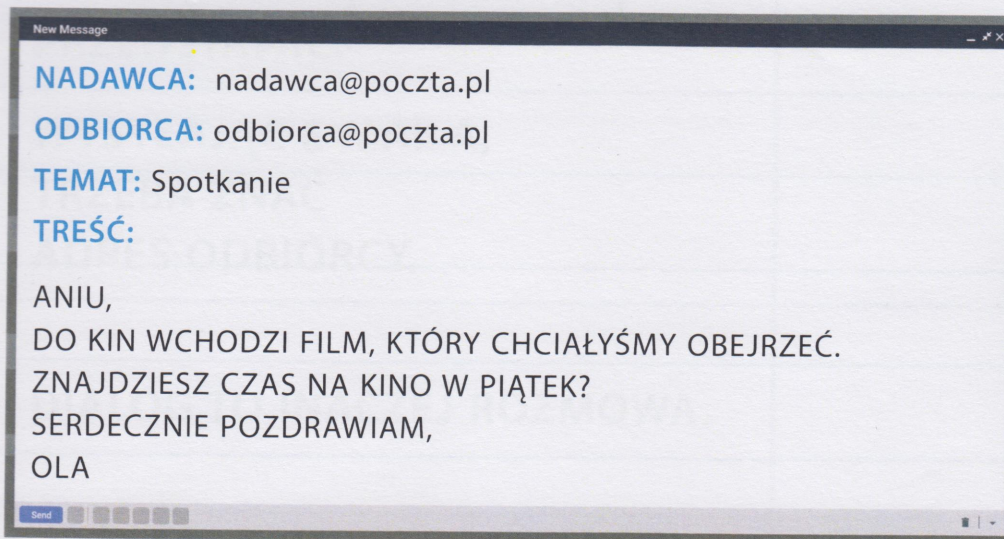 New Message
NADAWCA: nadawca@poczta.pl
ODBIORCA: odbiorca@poczta.pl
TEMAT: Spotkanie
TREŚĆ:
ANIU,
DO KIN WCHODZI FILM, KTÓRY CHCIAŁYŚMY OBEJRZEĆ.
ZNAJDZIESZ CZAS NA KINO W PIĄTEK?
SERDECZNIE POZDRAWIAM,
OLA
Send